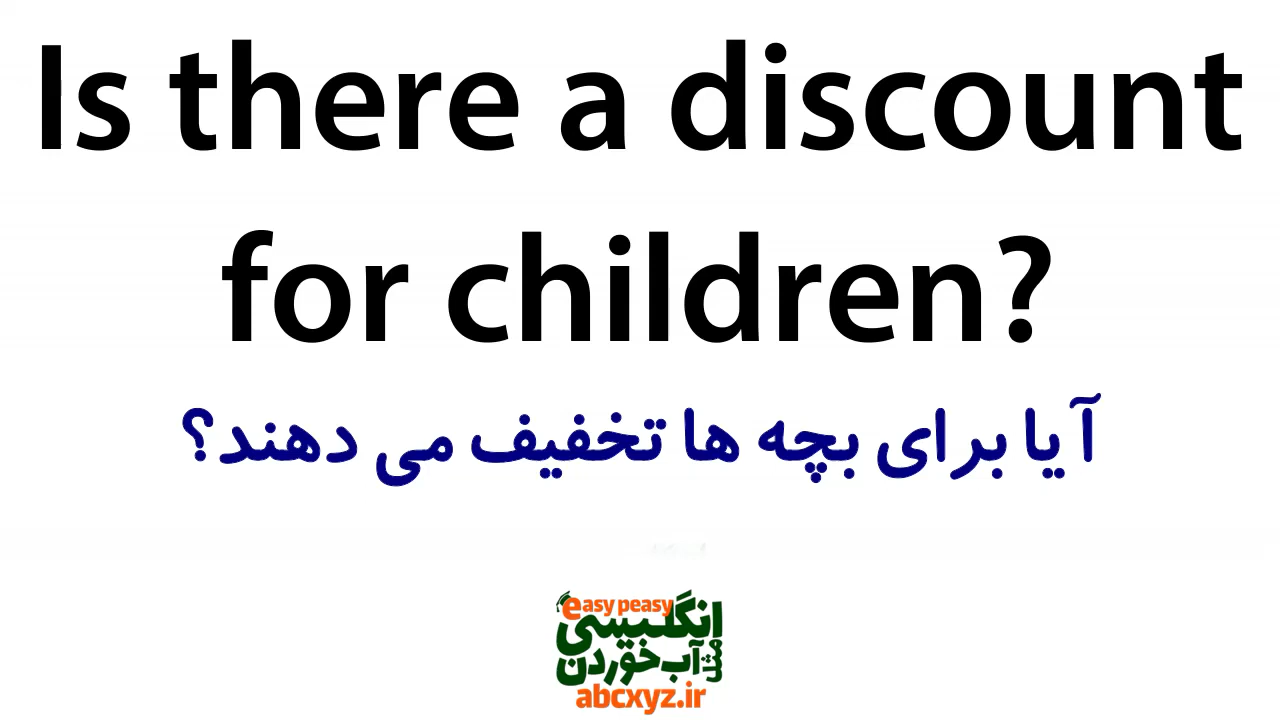 Is there a discount
for children?
آیا برای بچه ها تخفیف می دهند؟
easy peasy
انگلیسی
مثل آب خوردن
abcxyz.ir